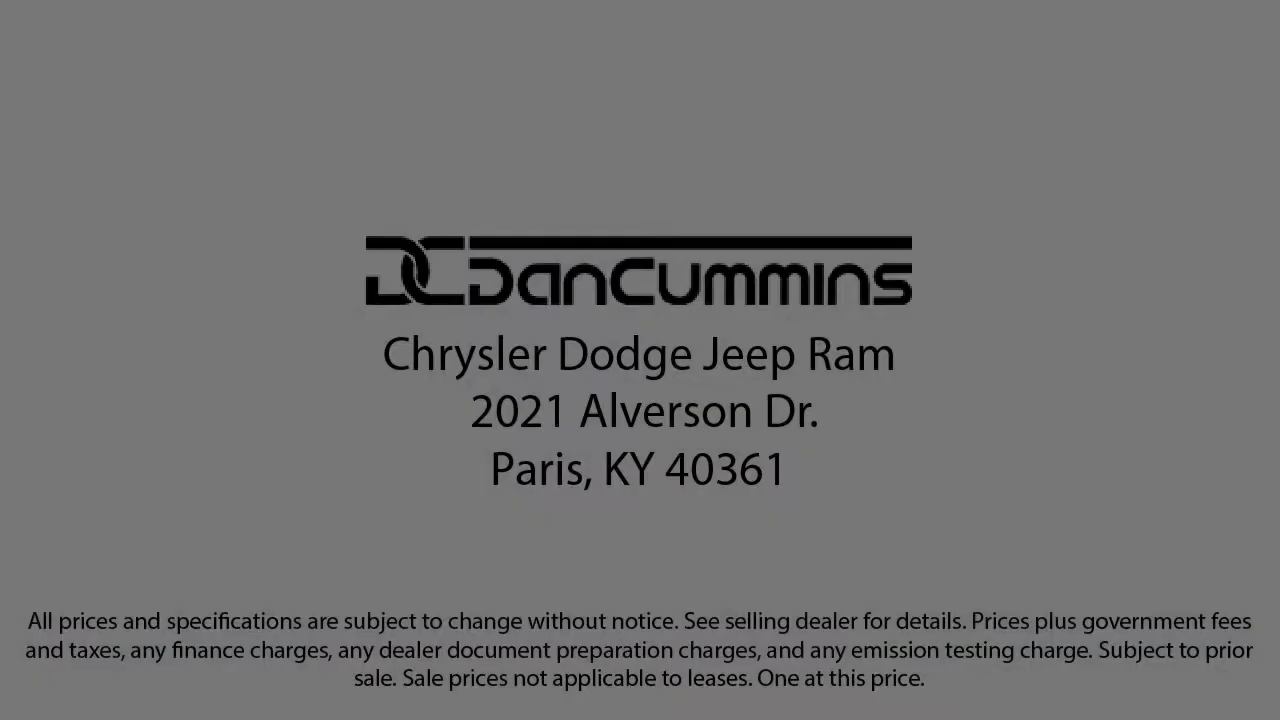 DC DanCummins
Chrysler Dodge Jeep Ram
2021 Alverson Dr.
Paris, KY 40361
All prices and specifications are subject to change without notice. See selling dealer for details. Prices plus government fees
and taxes, any finance charges, any dealer document preparation charges, and any emission testing charge. Subject to prior
sale. Sale prices not applicable to leases. One at this price.